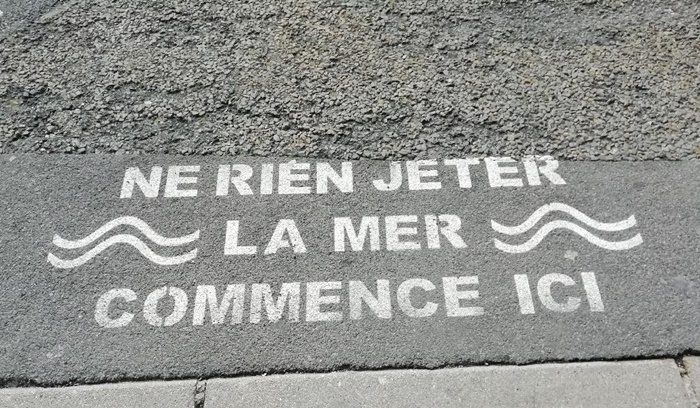 NE RIEN JETER
LA MER
COMMENCE ICI